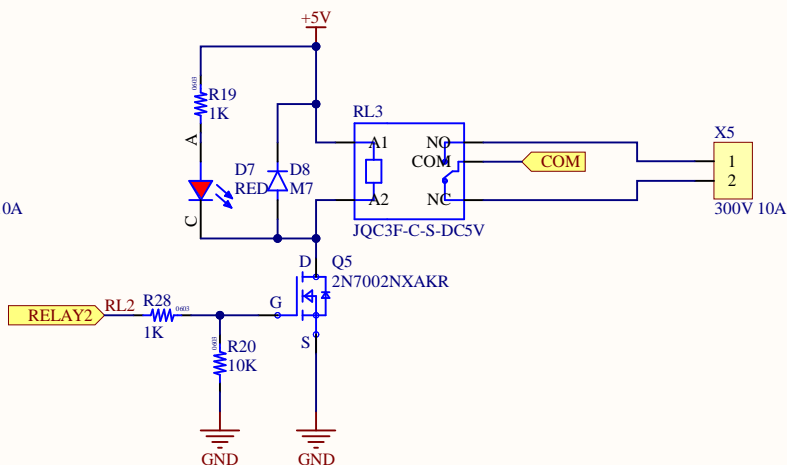 +5V
0603
R19
1K
A
D7
RED
C
D8
M7
RL3
A1
A2
NO
COM
NC
COM
JQC3F-C-S-DC5V
X5
1
2
300V 10A
0A
D
Q5
2N7002NXAKR
G
S
RELAY2
RL2
R28
0603
1K
0603
R20
10K
GND
GND